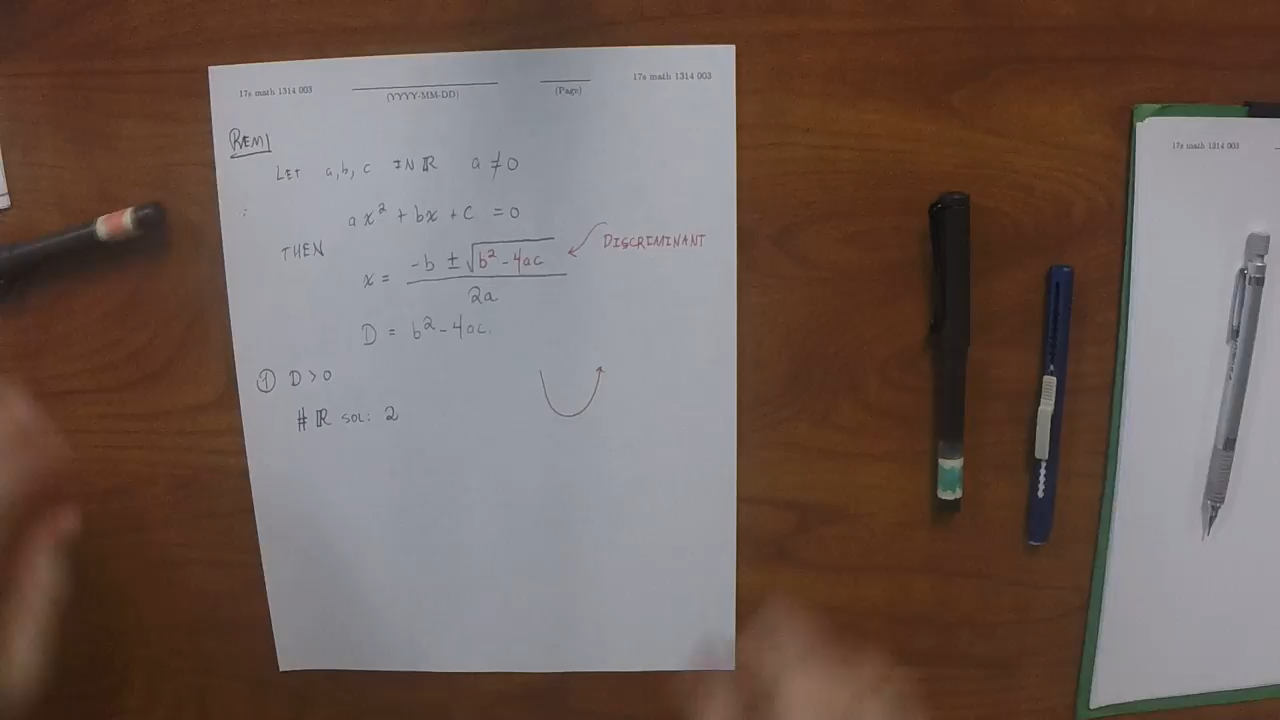 17s math 1314 003
(YYYY-MM-DD)
(Page)
17s math 1314 003
REM
LET a, b, c IN ℝ a ≠ 0
ax² + bx + c = 0
THEN
x = (-b ± √(b² - 4ac)) / 2a
DISCRIMINANT
D = b² - 4ac.
① D > 0
# ℝ SOL: 2
17s math 1314 003